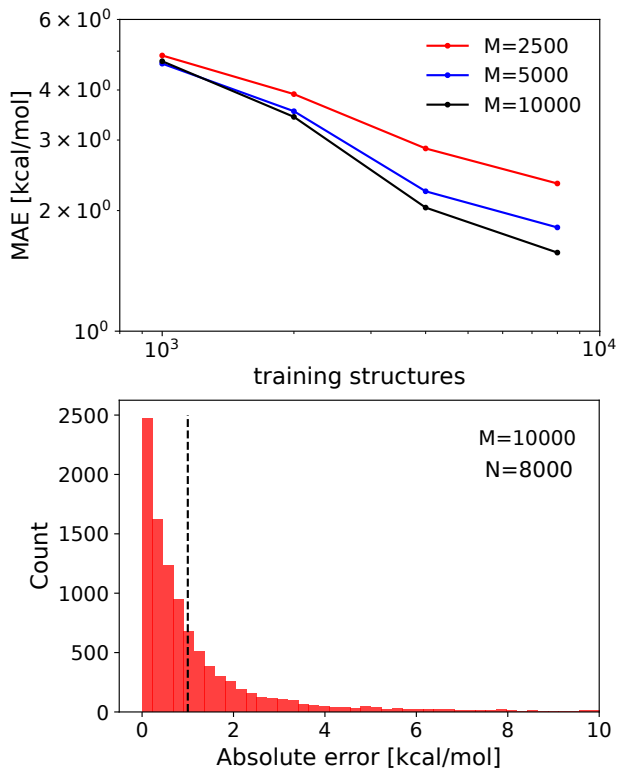 MAE [kcal/mol]
6 × 10⁰
4 × 10⁰
3 × 10⁰
2 × 10⁰
10⁰
M=2500
M=5000
M=10000
10³ 10⁴
training structures
Count
2500
2000
1500
1000
500
0
M=10000
N=8000
0 2 4 6 8 10
Absolute error [kcal/mol]